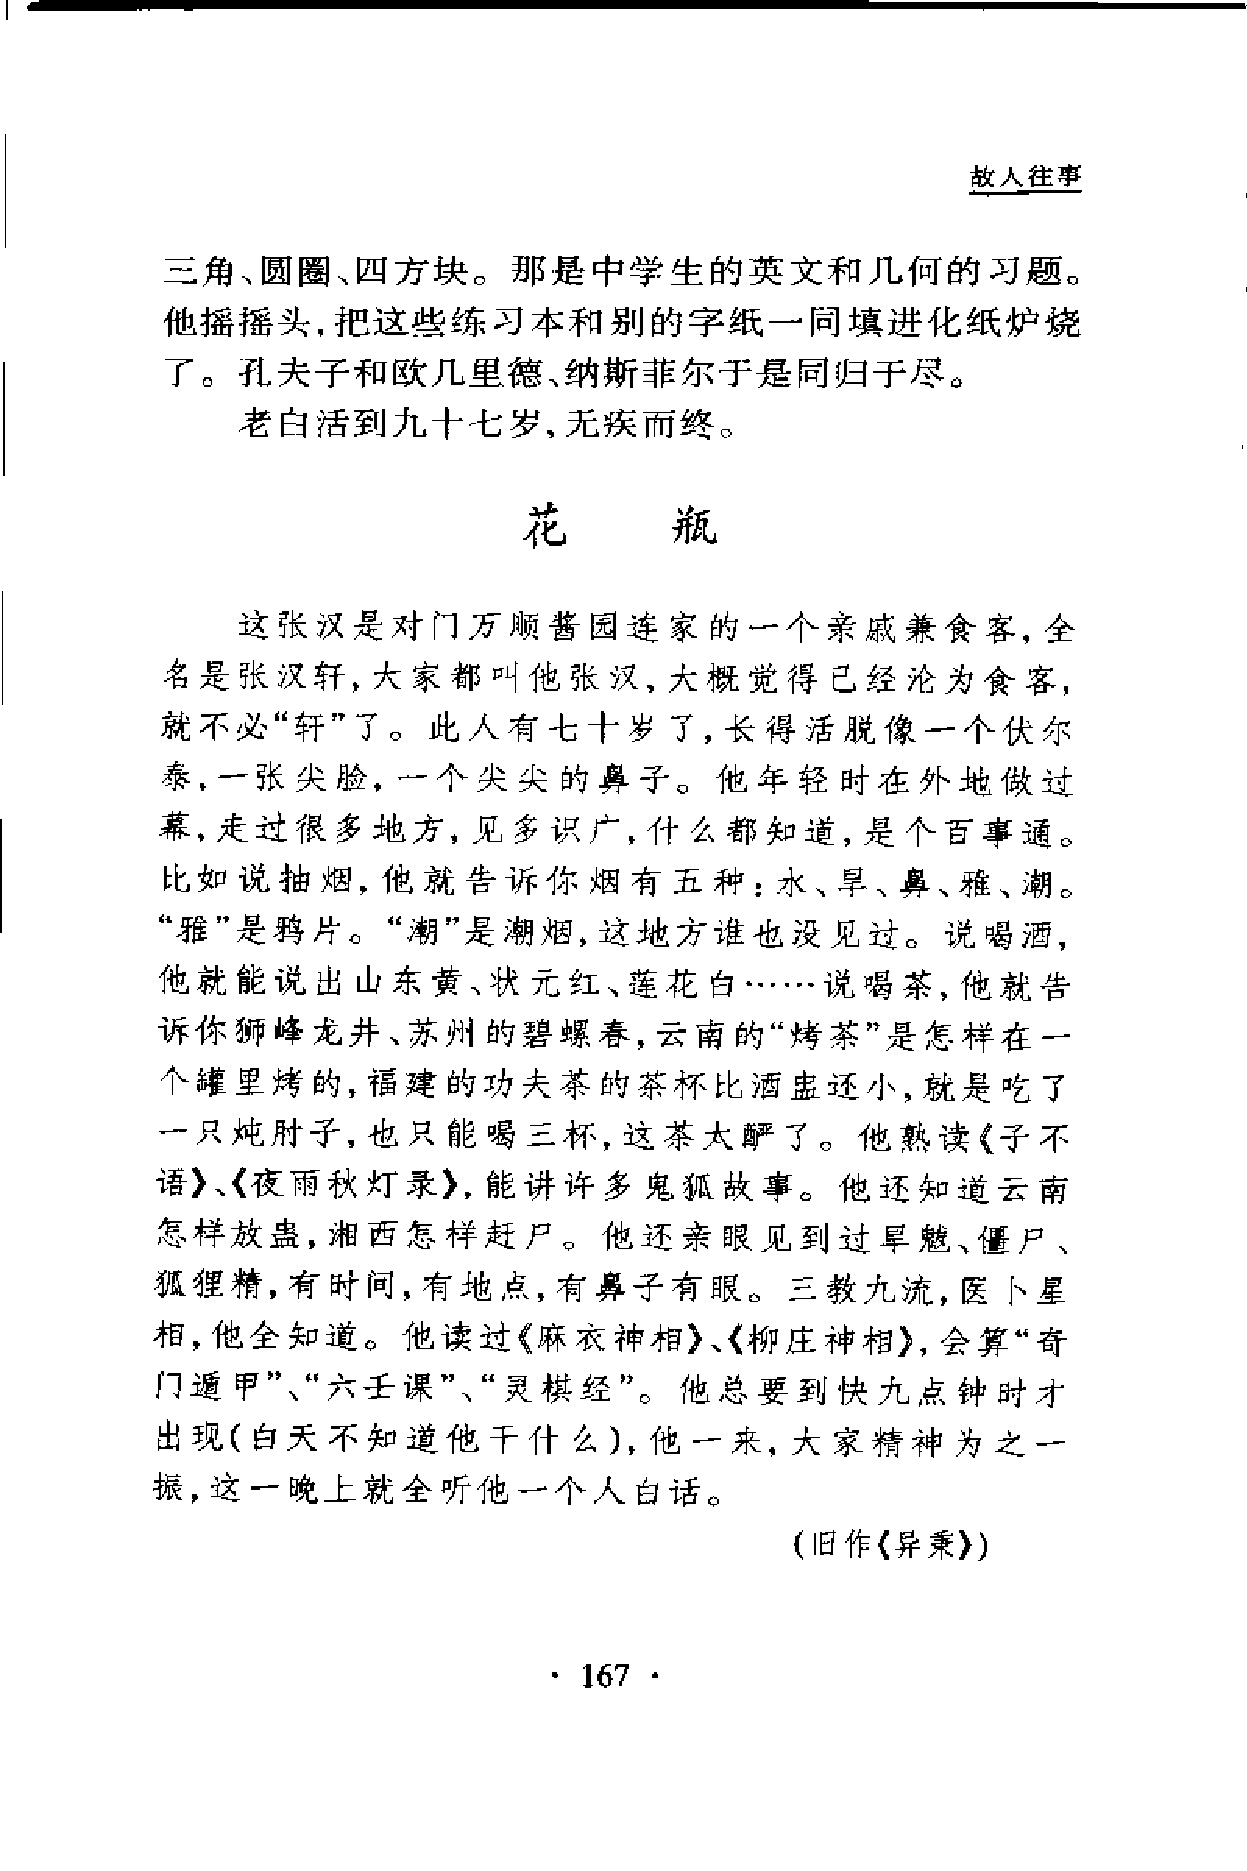 故人往事
三角、圆圈、四方块。那是中学生的英文和几何的习题。
他摇摇头,把这些练习本和别的字纸一同填进化纸炉烧
了。孔夫子和欧几里德、纳斯菲尔于是同归于尽。
老白活到九十七岁,无疾而终。
花 瓶
这张汉是对门万顺酱园连家的一个亲戚兼食客,全
名是张汉轩,大家都叫他张汉,大概觉得已经沦为食客,
就不必“轩”了。此人有七十岁了,长得活脱像一个伏尔
泰,一张尖脸,一个尖尖的鼻子。他年轻时在外地做过
幕,走过很多地方,见多识广,什么都知道,是个百事通。
比如说抽烟,他就告诉你烟有五种:水、旱、鼻、雅、潮。
“雅”是鸦片。“潮”是潮烟,这地方谁也没见过。说喝酒,
他就能说出山东黄、状元红、莲花白……说喝茶,他就告
诉你狮峰龙井、苏州的碧螺春,云南的“烤茶”是怎样在一
个罐里烤的,福建的功夫茶的茶杯比酒盅还小,就是吃了
一只炖肘子,也只能喝三杯,这茶太酽了。他熟读《子不
语》、《夜雨秋灯录》,能讲许多鬼狐故事。他还知道云南
怎样放蛊,湘西怎样赶尸。他还亲眼见到过旱魃、僵尸、
狐狸精,有时间,有地点,有鼻子有眼。三教九流,医卜星
相,他全知道。他读过《麻衣神相》、《柳庄神相》,会算“奇
门遁甲”、“六壬课”、“灵棋经”。他总要到快九点钟时才
出现(白天不知道他干什么),他一来,大家精神为之一
振,这一晚上就全听他一个人白话。
(旧作《异秉》)
· 167 ·